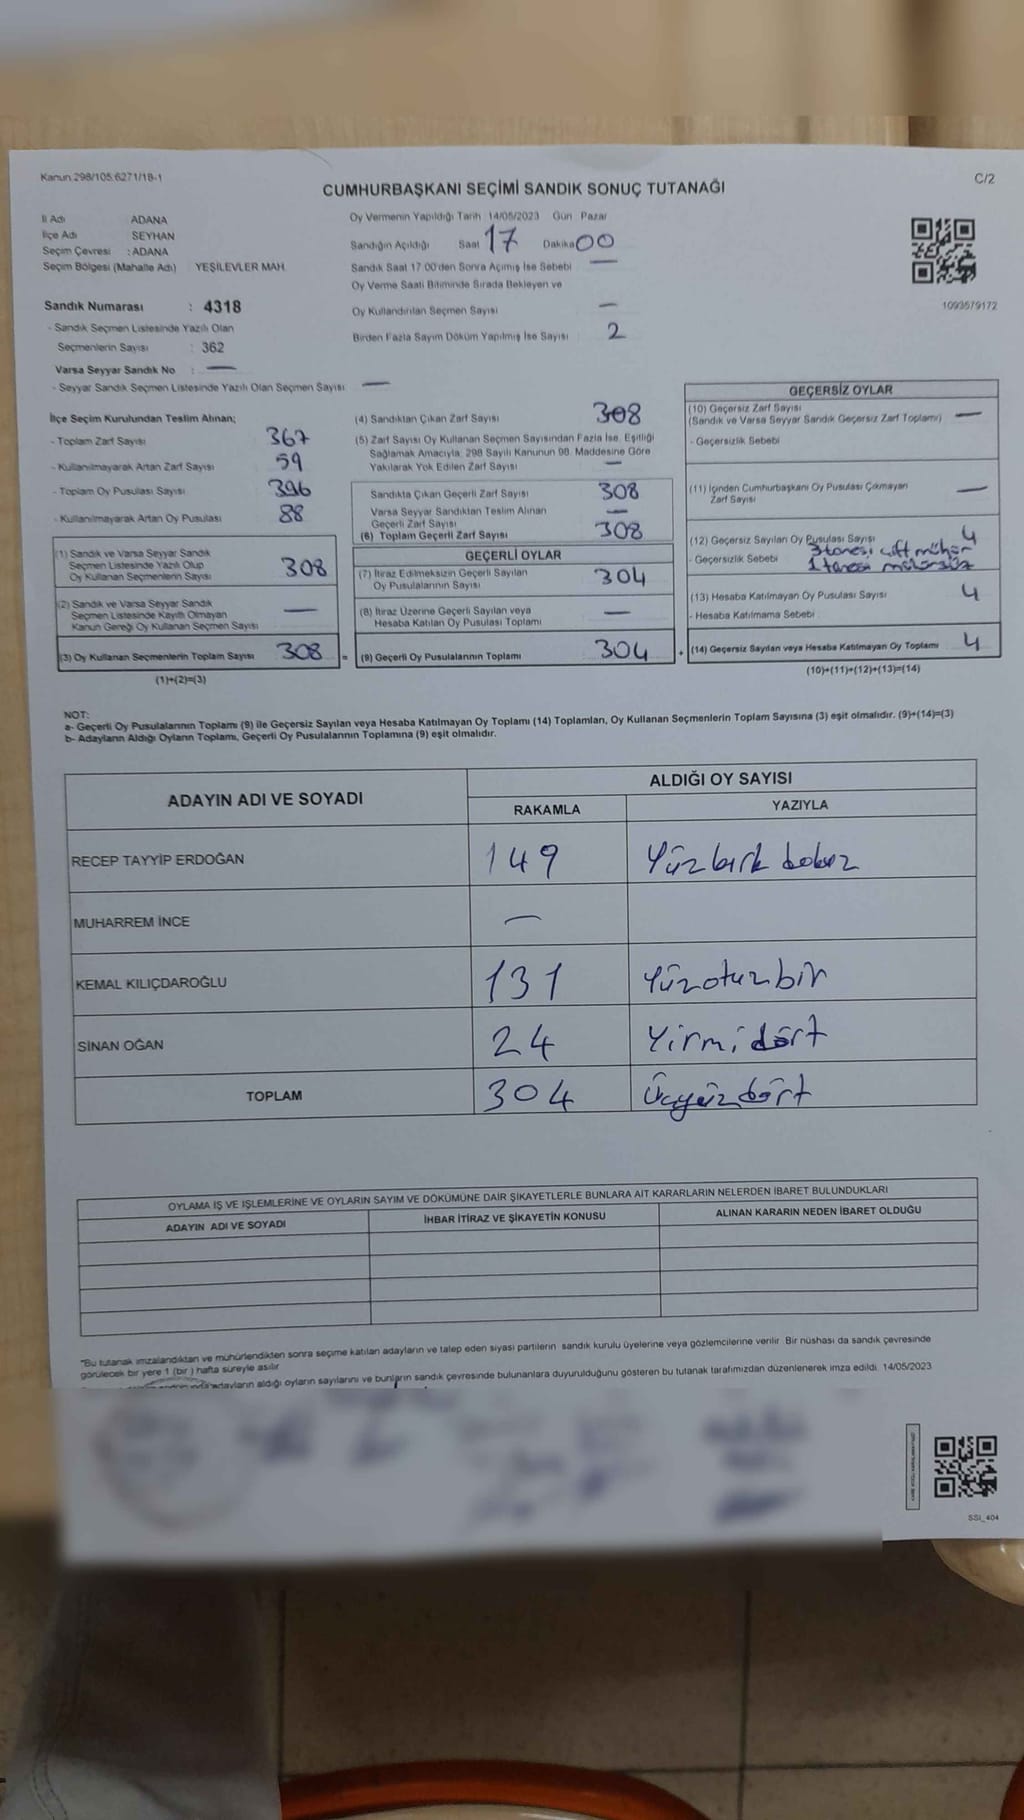 Kanun 298/105 6271/18-1
C/2
CUMHURBAŞKANI SEÇİMİ SANDIK SONUÇ TUTANAĞI
İl Adı ADANA
İlçe Adı SEYHAN
Seçim Çevresi : ADANA
Seçim Bölgesi (Mahalle Adı) : YEŞİLEVLER MAH.
Oy Vermenin Yapıldığı Tarih 14/05/2023 Gün Pazar
Sandığın Açıldığı Saat 17 Dakika 00
Sandık Saat 17.00'den Sonra Açımış İse Sebebi —
Oy Verme Saati Bitiminde Sırada Bekleyen ve
Oy Kullandırılan Seçmen Sayısı —
Birden Fazla Sayım Döküm Yapılmış İse Sayısı : 2
1093579172
Sandık Numarası : 4318
- Sandık Seçmen Listesinde Yazılı Olan
Seçmenlerin Sayısı : 362
Varsa Seyyar Sandık No : —
- Seyyar Sandık Seçmen Listesinde Yazılı Olan Seçmen Sayısı —
İlçe Seçim Kurulundan Teslim Alınan;
- Toplam Zarf Sayısı 367
- Kullanılmayarak Artan Zarf Sayısı 59
- Toplam Oy Pusulası Sayısı 396
- Kullanılmayarak Artan Oy Pusulası 88
(1) Sandık ve Varsa Seyyar Sandık
Seçmen Listesinde Yazılı Olup
Oy Kullanan Seçmenlerin Sayısı 308
(2) Sandık ve Varsa Seyyar Sandık
Seçmen Listesinde Kayıtlı Olmayan
Kanun Gereği Oy Kullanan Seçmen Sayısı —
(3) Oy Kullanan Seçmenlerin Toplam Sayısı 308 =
(1)+(2)=(3)
(4) Sandıktan Çıkan Zarf Sayısı 308
(5) Zarf Sayısı Oy Kullanan Seçmen Sayısından Fazla İse, Eşitliği
Sağlamak Amacıyla, 298 Sayılı Kanunun 98. Maddesine Göre
Yakılarak Yok Edilen Zarf Sayısı —
Sandıkta Çıkan Geçerli Zarf Sayısı 308
Varsa Seyyar Sandıktan Teslim Alınan
Geçerli Zarf Sayısı —
(6) Toplam Geçerli Zarf Sayısı 308
GEÇERLİ OYLAR
(7) İtiraz Edilmeksizin Geçerli Sayılan
Oy Pusulalarının Sayısı 304
(8) İtiraz Üzerine Geçerli Sayılan veya
Hesaba Katılan Oy Pusulası Toplamı —
(9) Geçerli Oy Pusulalarının Toplamı 304 +
GEÇERSİZ OYLAR
(10) Geçersiz Zarf Sayısı
(Sandık ve Varsa Seyyar Sandık Geçersiz Zarf Toplamı) —
- Geçersizlik Sebebi
(11) İçinden Cumhurbaşkanı Oy Pusulası Çıkmayan
Zarf Sayısı —
(12) Geçersiz Sayılan Oy Pusulası Sayısı 4
- Geçersizlik Sebebi 3 tanesi çift mühür
1 tanesi mühürsüz
(13) Hesaba Katılmayan Oy Pusulası Sayısı 4
- Hesaba Katılmama Sebebi
(14) Geçersiz Sayılan veya Hesaba Katılmayan Oy Toplamı 4
(10)+(11)+(12)+(13)=(14)
NOT:
a- Geçerli Oy Pusulalarının Toplamı (9) ile Geçersiz Sayılan veya Hesaba Katılmayan Oy Toplamı (14) Toplamları, Oy Kullanan Seçmenlerin Toplam Sayısına (3) eşit olmalıdır. (9)+(14)=(3)
b- Adayların Aldığı Oyların Toplamı, Geçerli Oy Pusulalarının Toplamına (9) eşit olmalıdır.
ADAYIN ADI VE SOYADI ALDIĞI OY SAYISI
RAKAMLA YAZIYLA
RECEP TAYYİP ERDOĞAN 149 Yüzkırk dokuz
MUHARREM İNCE —
KEMAL KILIÇDAROĞLU 131 Yüzotuzbir
SİNAN OĞAN 24 Yirmidört
TOPLAM 304 Üçyüzdört
OYLAMA İŞ VE İŞLEMLERİNE VE OYLARIN SAYIM VE DÖKÜMÜNE DAİR ŞİKAYETLERLE BUNLARA AİT KARARLARIN NELERDEN İBARET BULUNDUKLARI
ADAYIN ADI VE SOYADI İHBAR İTİRAZ VE ŞİKAYETİN KONUSU ALINAN KARARIN NEDEN İBARET OLDUĞU
"Bu tutanak imzalandıktan ve mühürlendikten sonra seçime katılan adayların ve talep eden siyasi partilerin sandık kurulu üyelerine veya gözlemcilerine verilir. Bir nüshası da sandık çevresinde
görülecek bir yere 1 (bir ) hafta süreyle asılır
adayların aldığı oyların sayılarını ve bunların sandık çevresinde bulunanlara duyurulduğunu gösteren bu tutanak tarafımızdan düzenlenerek imza edildi. 14/05/2023
SSI_404